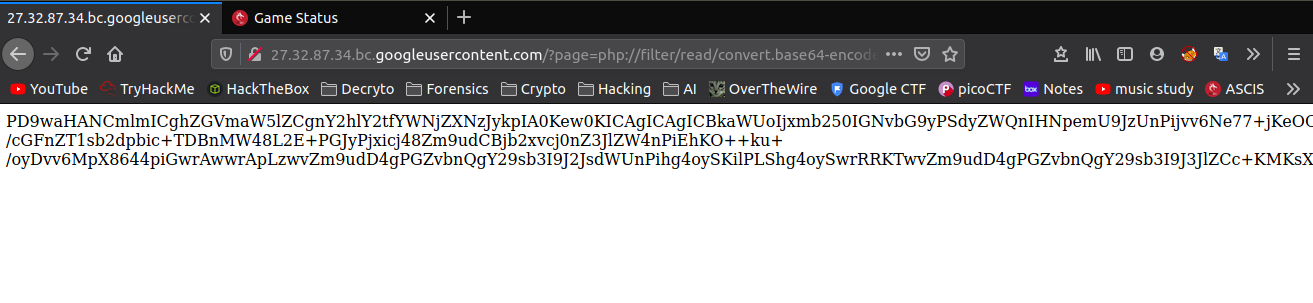 27.32.87.34.bc.googleuserco
Game Status
27.32.87.34.bc.googleusercontent.com/?page=php://filter/read/convert.base64-encode
YouTube TryHackMe HackTheBox Decryto Forensics Crypto Hacking AI OverTheWire Google CTF picoCTF Notes music study ASCIS
PD9waHANCmlmICghZGVmaW5lZCgnY2hlY2tfYWNjZXNzJykpIA0Kew0KICAgICAgICBkaWUoIjxmb250IGNvbG9yPSdyZWQnIHNpemU9JzUnPijvv6Ne77+jKeOC
/cGFnZT1sb2dpbic+TDBnMW48L2E+PGJyPjxicj48Zm9udCBjb2xvcj0nZ3JlZW4nPiEhKO++ku+
/oyDvv6MpX8644piGwrAwwrApLzwvZm9udD4gPGZvbnQgY29sb3I9J2JsdWUnPihg4oySKilPLShg4oySwrRRKTwvZm9udD4gPGZvbnQgY29sb3I9J3JlZCc+KMKsX